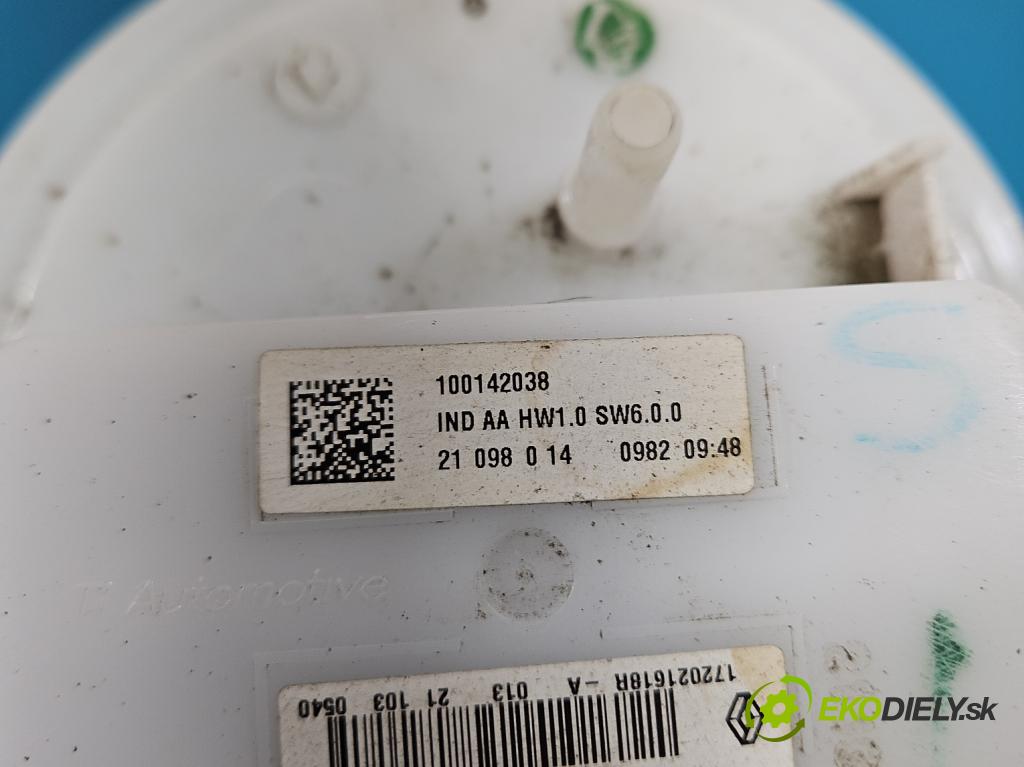 100142038
IND AA HW1.0 SW6.0.0
21 098 0 14 0982 09:48
TI Automotive
172021618R -A 013 21 103 0540
EKODIELY.sk